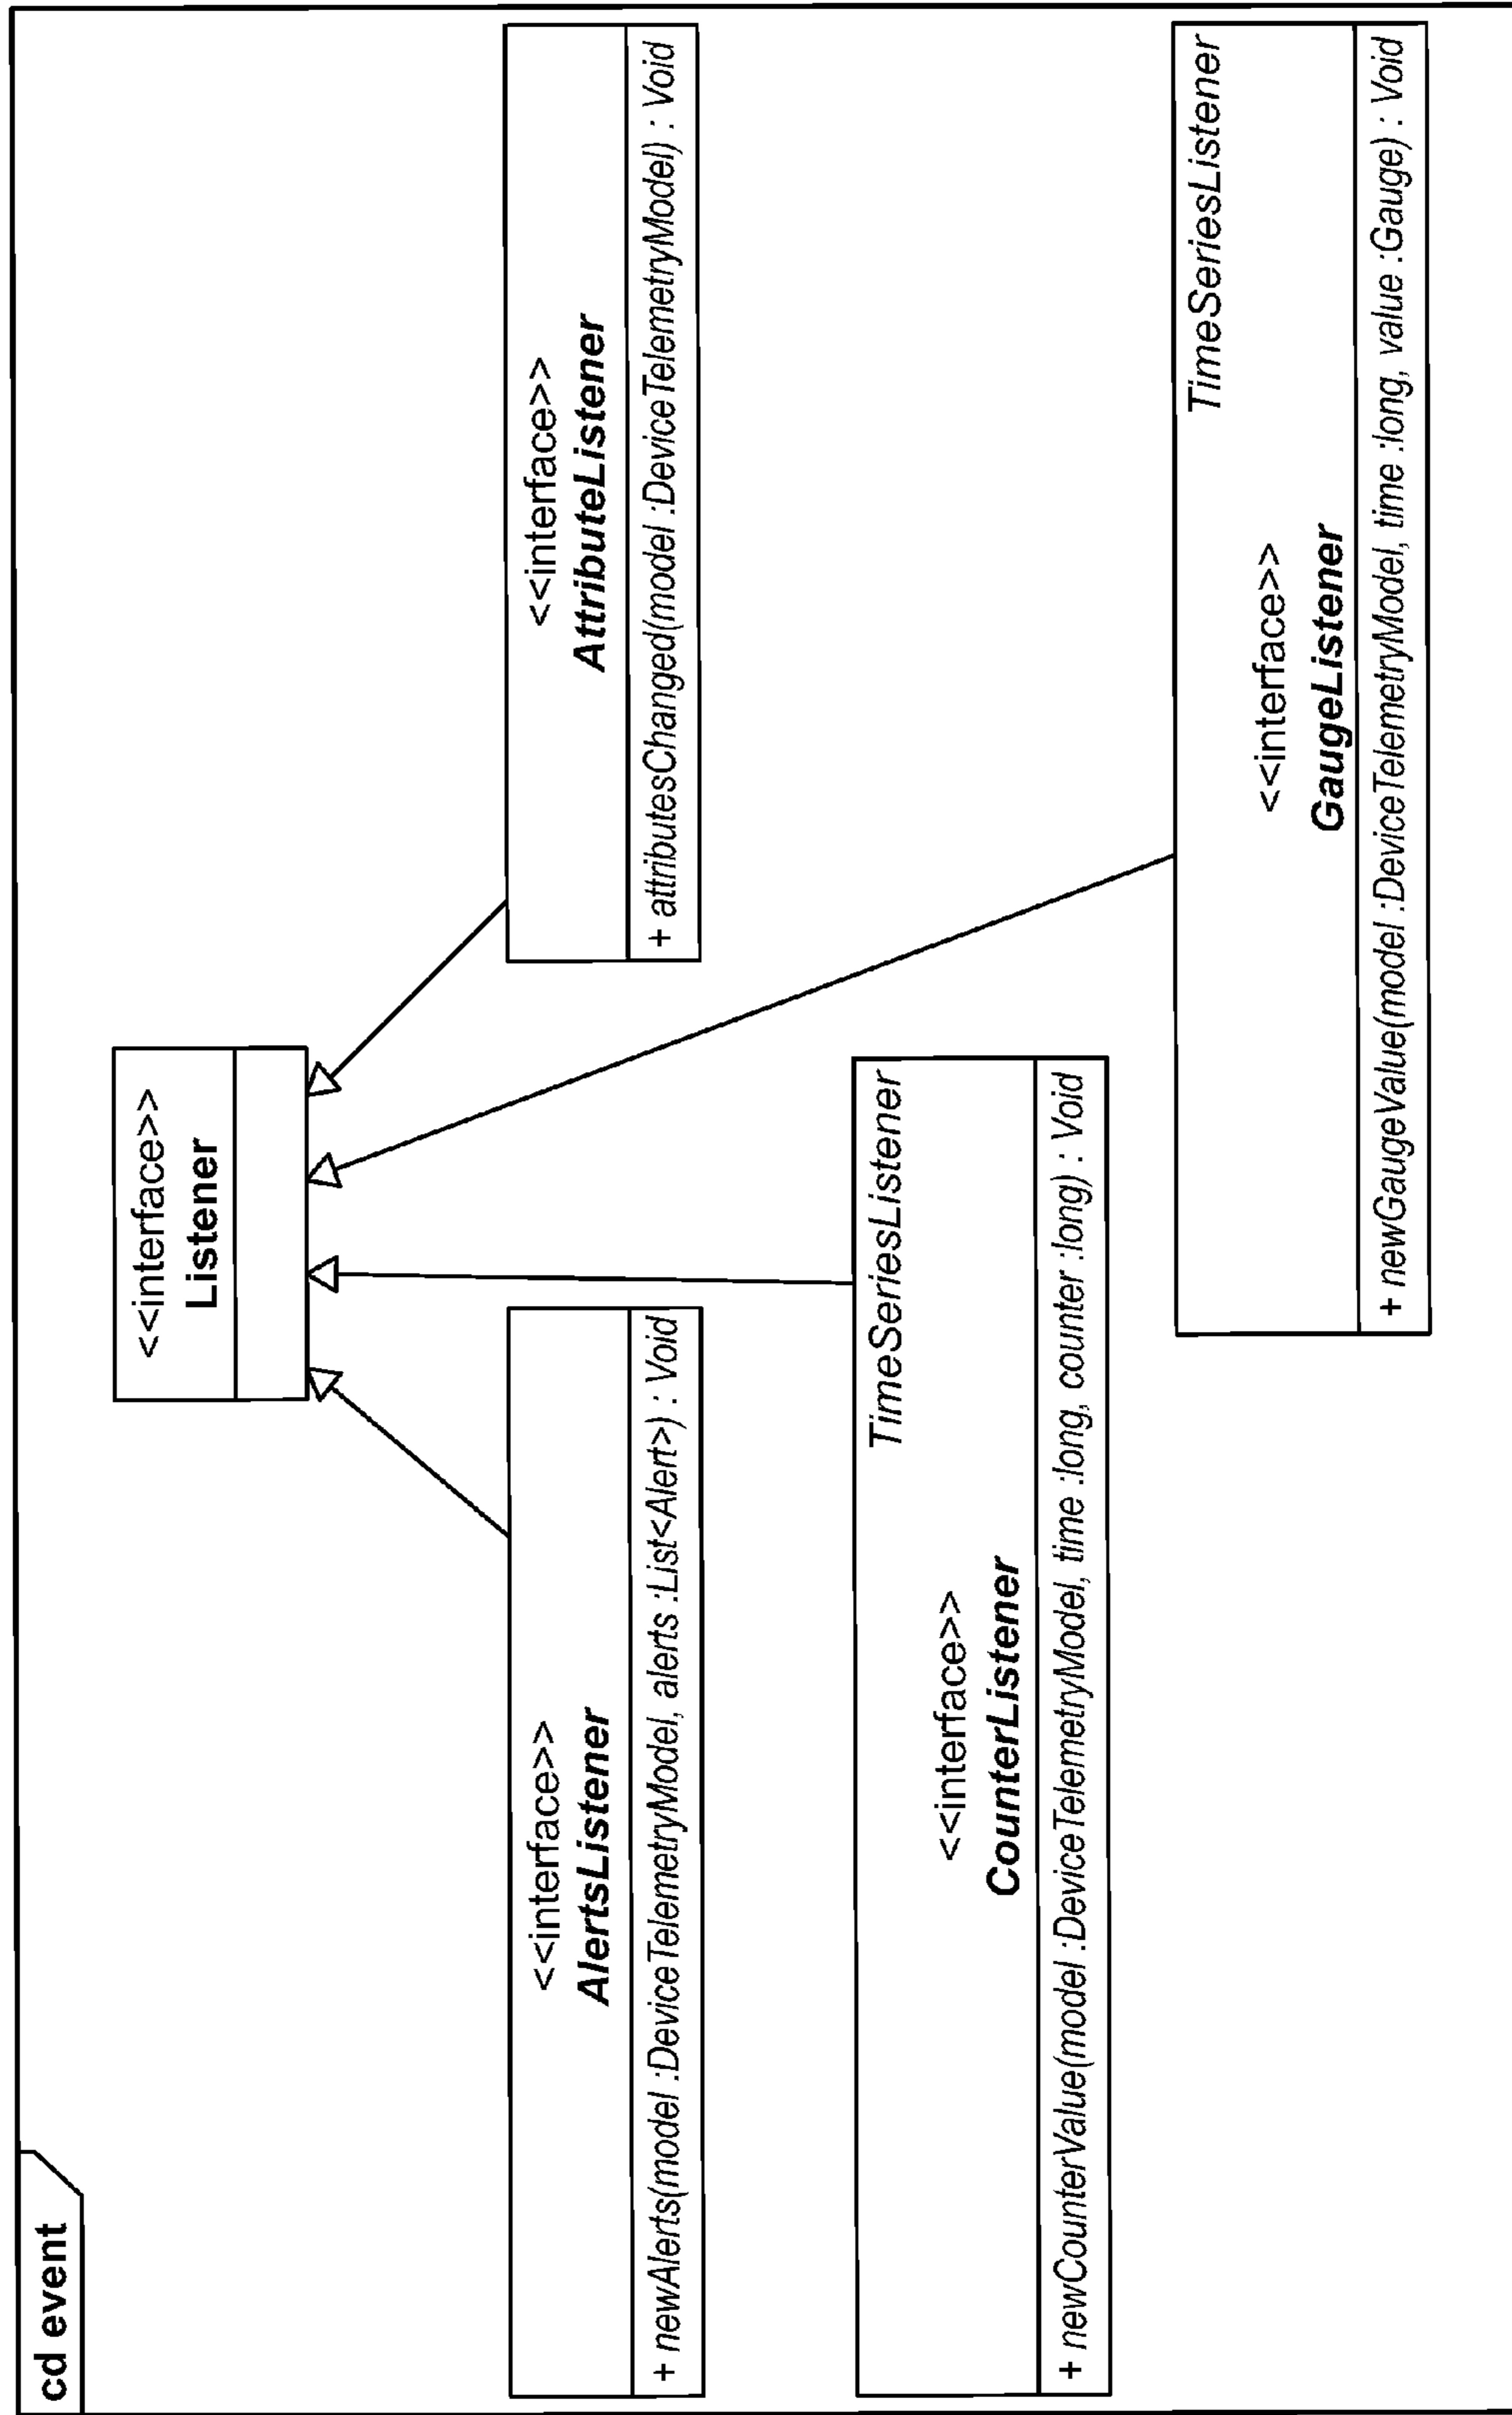 cd event
<<interface>>
Listener
<<interface>>
AlertsListener
+ newAlerts(model :DeviceTelemetryModel, alerts :List<Alert>) : Void
<<interface>>
AttributeListener
+ attributesChanged(model :DeviceTelemetryModel) : Void
TimeSeriesListener
<<interface>>
CounterListener
+ newCounterValue(model :DeviceTelemetryModel, time :long, counter :long) : Void
TimeSeriesListener
<<interface>>
GaugeListener
+ newGaugeValue(model :DeviceTelemetryModel, time :long, value :Gauge) : Void